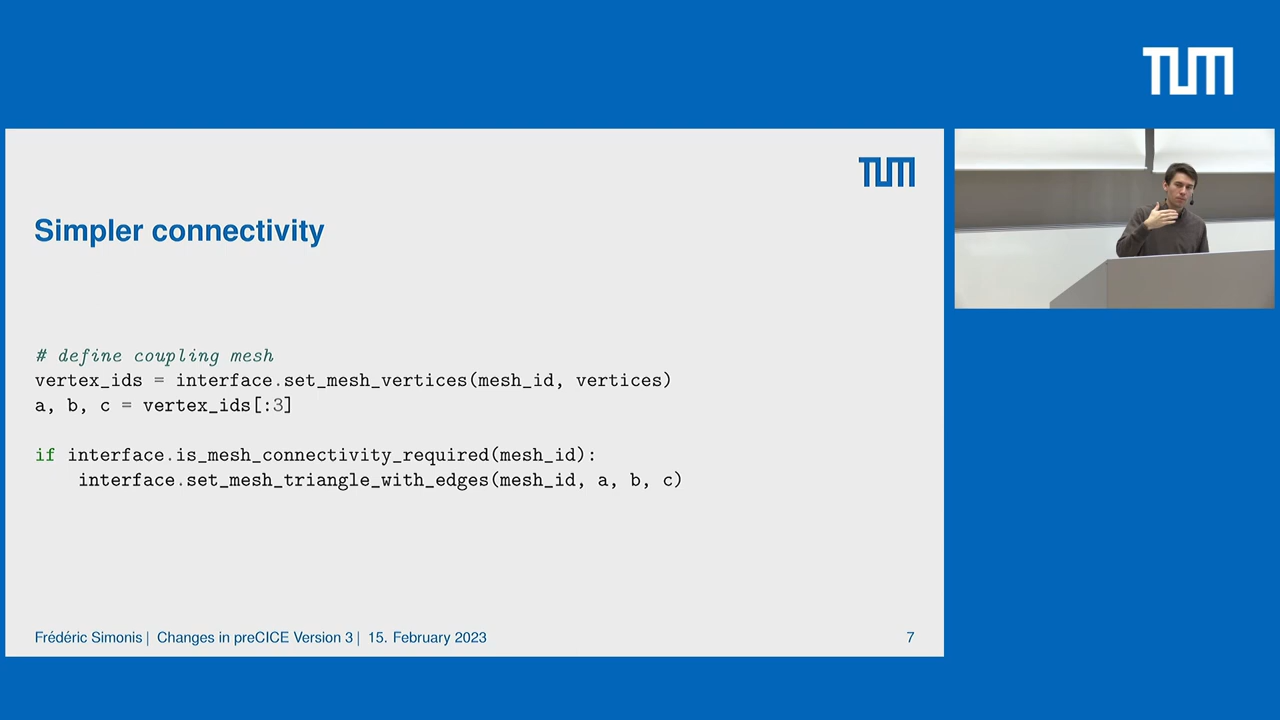 TUM
TUM
Simpler connectivity
# define coupling mesh
vertex_ids = interface.set_mesh_vertices(mesh_id, vertices)
a, b, c = vertex_ids[:3]
if interface.is_mesh_connectivity_required(mesh_id):
    interface.set_mesh_triangle_with_edges(mesh_id, a, b, c)
Frédéric Simonis | Changes in preCICE Version 3 | 15. February 2023
7